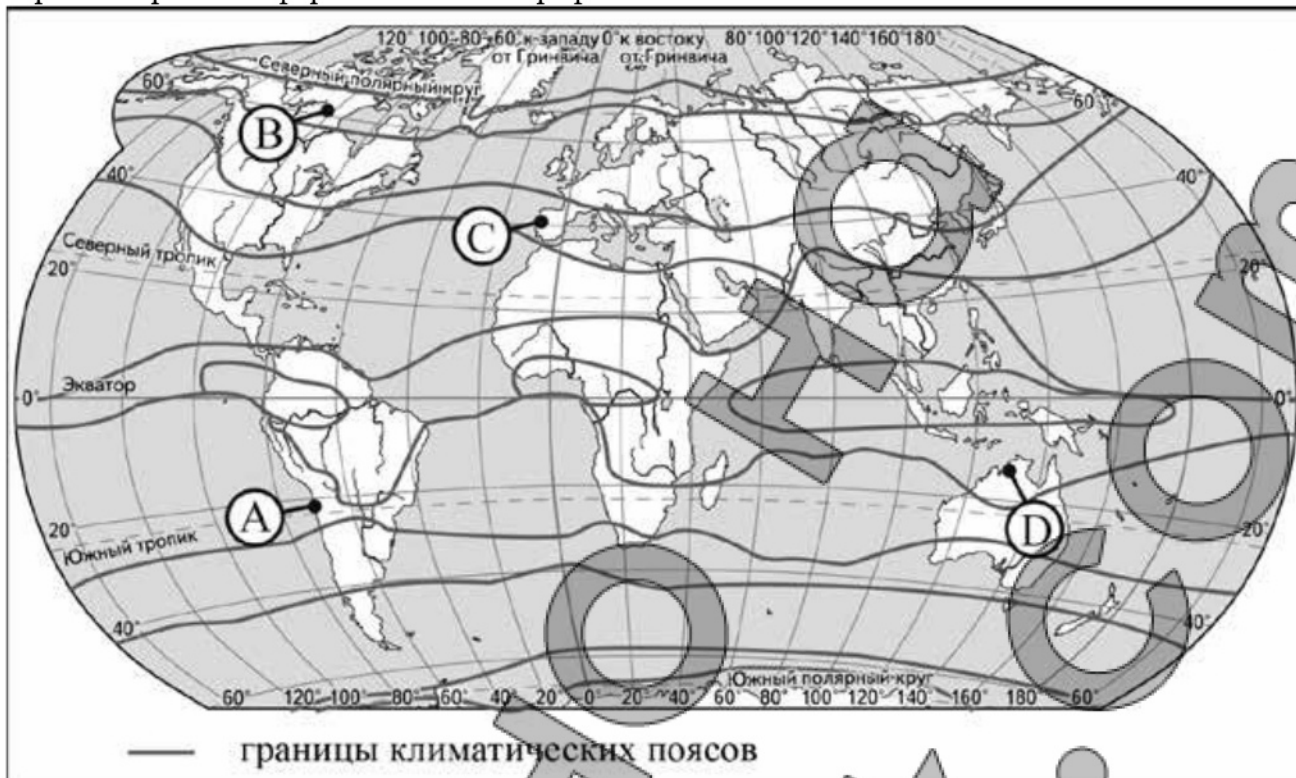 120° 100° 80° 60° к западу 0° к востоку 80° 100° 120° 140° 160° 180°
от Гринвича от Гринвича
Северный полярный круг
60° 60°
B
40° 40°
C
Северный тропик
20° 20°
Экватор
0° 0°
A D
20° 20°
Южный тропик
40° 40°
Южный полярный круг
60° 120° 100° 80° 60° 40° 20° 0° 20° 40° 60° 80° 100° 120° 140° 160° 180° 60°
границы климатических поясов